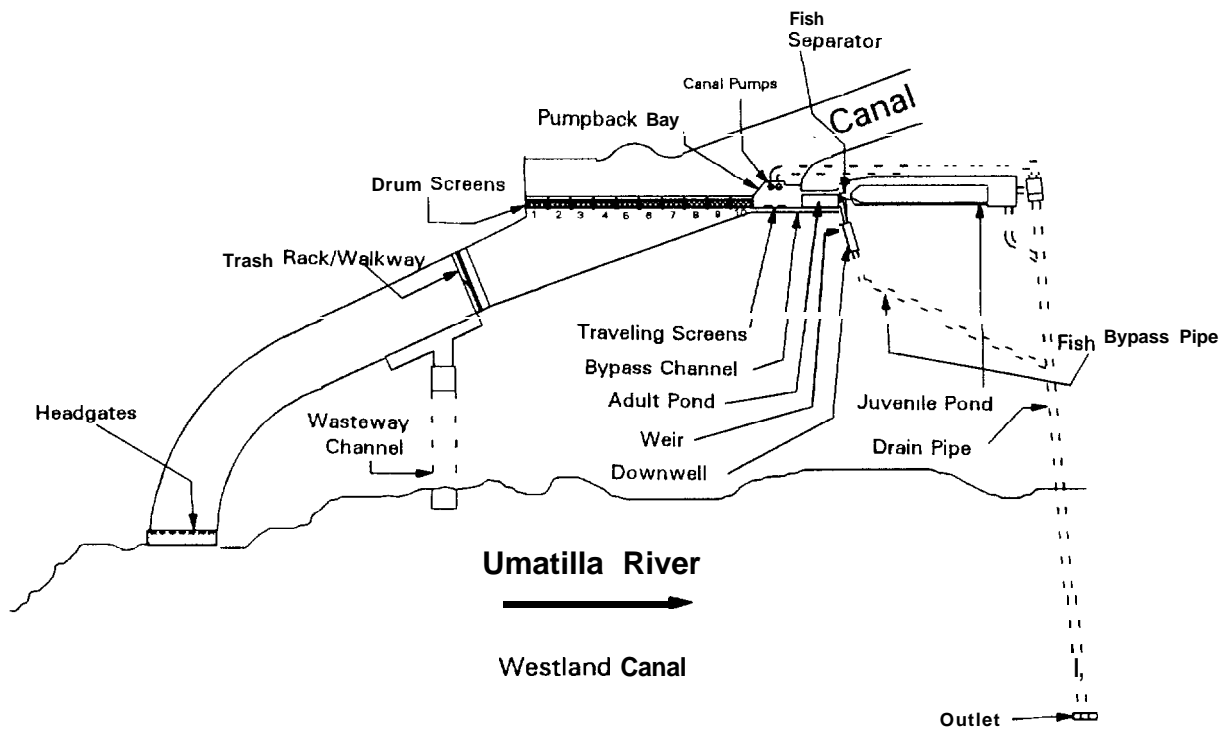 Fish
Separator
Canal Pumps
Canal
Pumpback Bay
Drum Screens
1 2 3 4 5 6 7 8 9 10
Trash Rack/Walkway
Traveling Screens
Fish Bypass Pipe
Bypass Channel
Adult Pond
Juvenile Pond
Headgates
Wasteway
Channel
Weir
Drain Pipe
Downwell
Umatilla River
Westland Canal
Outlet